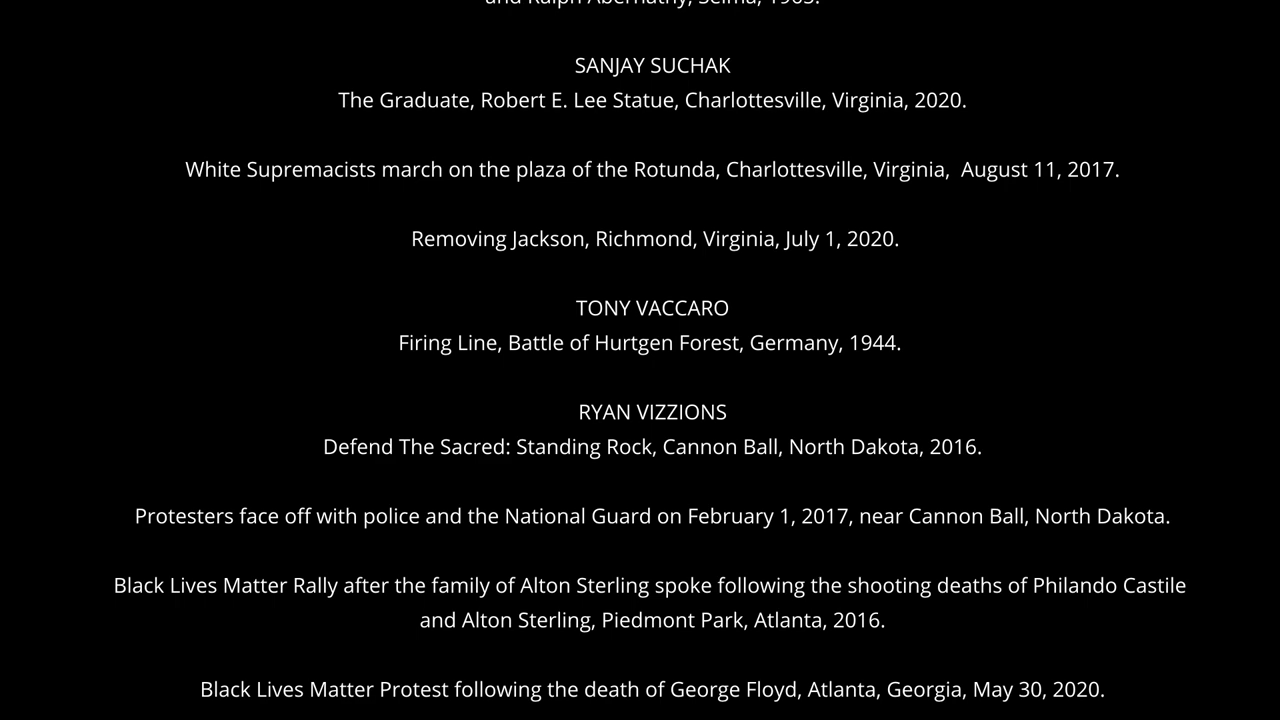 and Ralph Abernathy, Selma, 1965.
SANJAY SUCHAK
The Graduate, Robert E. Lee Statue, Charlottesville, Virginia, 2020.
White Supremacists march on the plaza of the Rotunda, Charlottesville, Virginia,  August 11, 2017.
Removing Jackson, Richmond, Virginia, July 1, 2020.
TONY VACCARO
Firing Line, Battle of Hurtgen Forest, Germany, 1944.
RYAN VIZZIONS
Defend The Sacred: Standing Rock, Cannon Ball, North Dakota, 2016.
Protesters face off with police and the National Guard on February 1, 2017, near Cannon Ball, North Dakota.
Black Lives Matter Rally after the family of Alton Sterling spoke following the shooting deaths of Philando Castile
and Alton Sterling, Piedmont Park, Atlanta, 2016.
Black Lives Matter Protest following the death of George Floyd, Atlanta, Georgia, May 30, 2020.